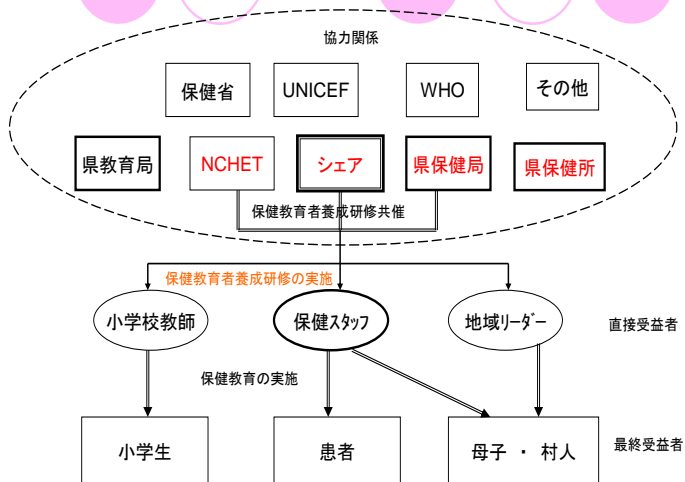 協力関係
保健省
UNICEF
WHO
その他
県教育局
NCHET
シェア
県保健局
県保健所
保健教育者養成研修共催
保健教育者養成研修の実施
小学校教師
保健スタッフ
地域リーダー
直接受益者
保健教育の実施
小学生
患者
母子 ・ 村人
最終受益者